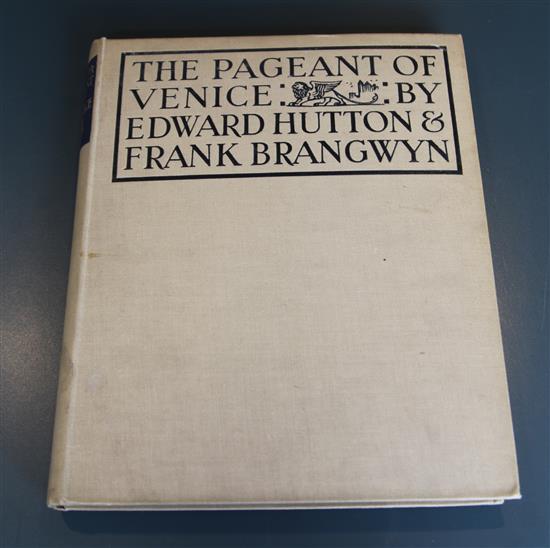 THE PAGEANT OF
VENICE : : BY
EDWARD HUTTON &
FRANK BRANGWYN